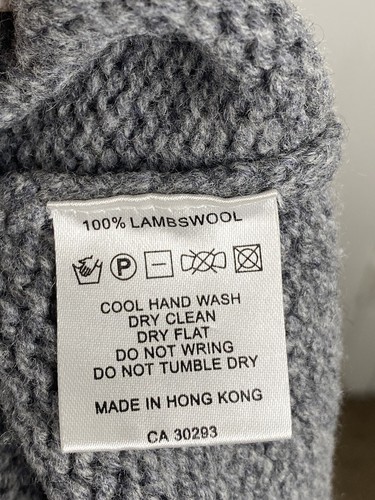 100% LAMBSWOOL
P
COOL HAND WASH
DRY CLEAN
DRY FLAT
DO NOT WRING
DO NOT TUMBLE DRY
MADE IN HONG KONG
CA 30293